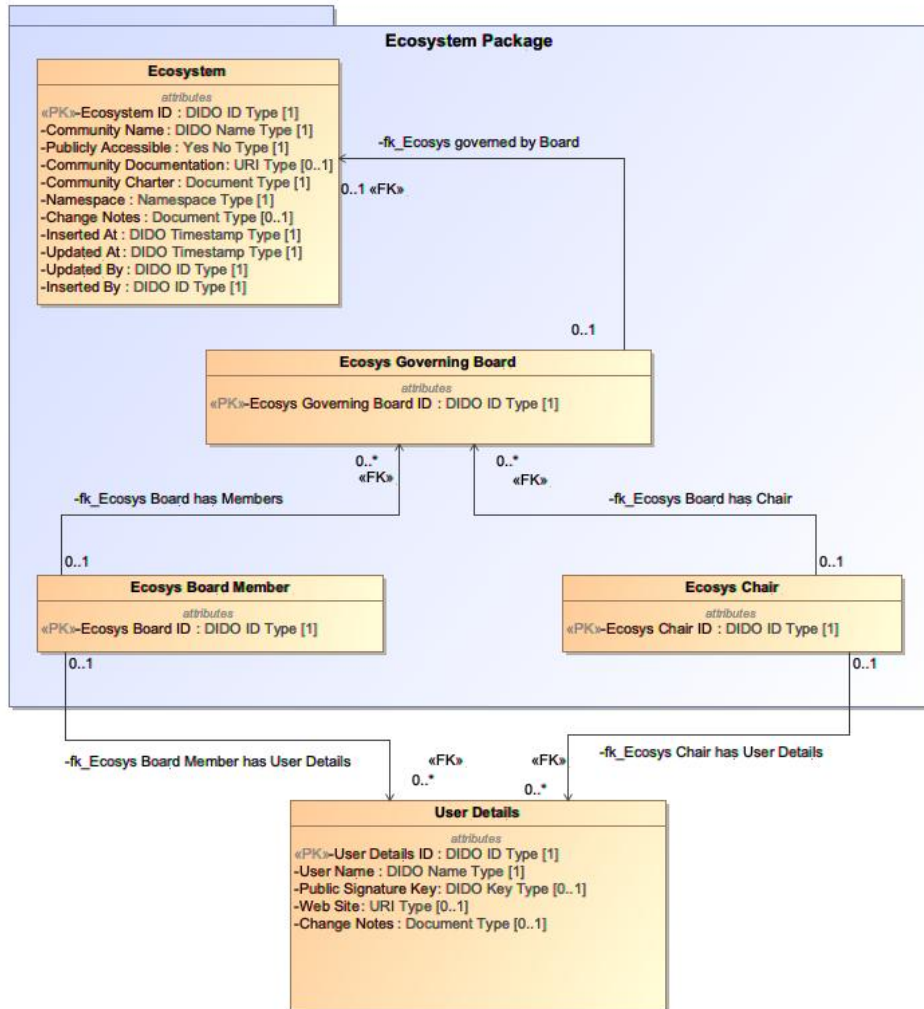 Ecosystem Package
Ecosystem
attributes
«PK»-Ecosystem ID : DIDO ID Type [1]
-Community Name : DIDO Name Type [1]
-Publicly Accessible : Yes No Type [1]
-Community Documentation: URI Type [0..1]
-Community Charter : Document Type [1]
-Namespace : Namespace Type [1]
-Change Notes : Document Type [0..1]
-Inserted At : DIDO Timestamp Type [1]
-Updated At : DIDO Timestamp Type [1]
-Updated By : DIDO ID Type [1]
-Inserted By : DIDO ID Type [1]
-fk_Ecosys governed by Board
0..1 «FK»
0..1
Ecosys Governing Board
attributes
«PK»-Ecosys Governing Board ID : DIDO ID Type [1]
0..*
«FK»
0..*
«FK»
-fk_Ecosys Board has Members
-fk_Ecosys Board has Chair
0..1
0..1
Ecosys Board Member
attributes
«PK»-Ecosys Board ID : DIDO ID Type [1]
Ecosys Chair
attributes
«PK»-Ecosys Chair ID : DIDO ID Type [1]
0..1
0..1
-fk_Ecosys Board Member has User Details
«FK»
0..*
«FK»
0..*
-fk_Ecosys Chair has User Details
User Details
attributes
«PK»-User Details ID : DIDO ID Type [1]
-User Name : DIDO Name Type [1]
-Public Signature Key: DIDO Key Type [0..1]
-Web Site: URI Type [0..1]
-Change Notes : Document Type [0..1]